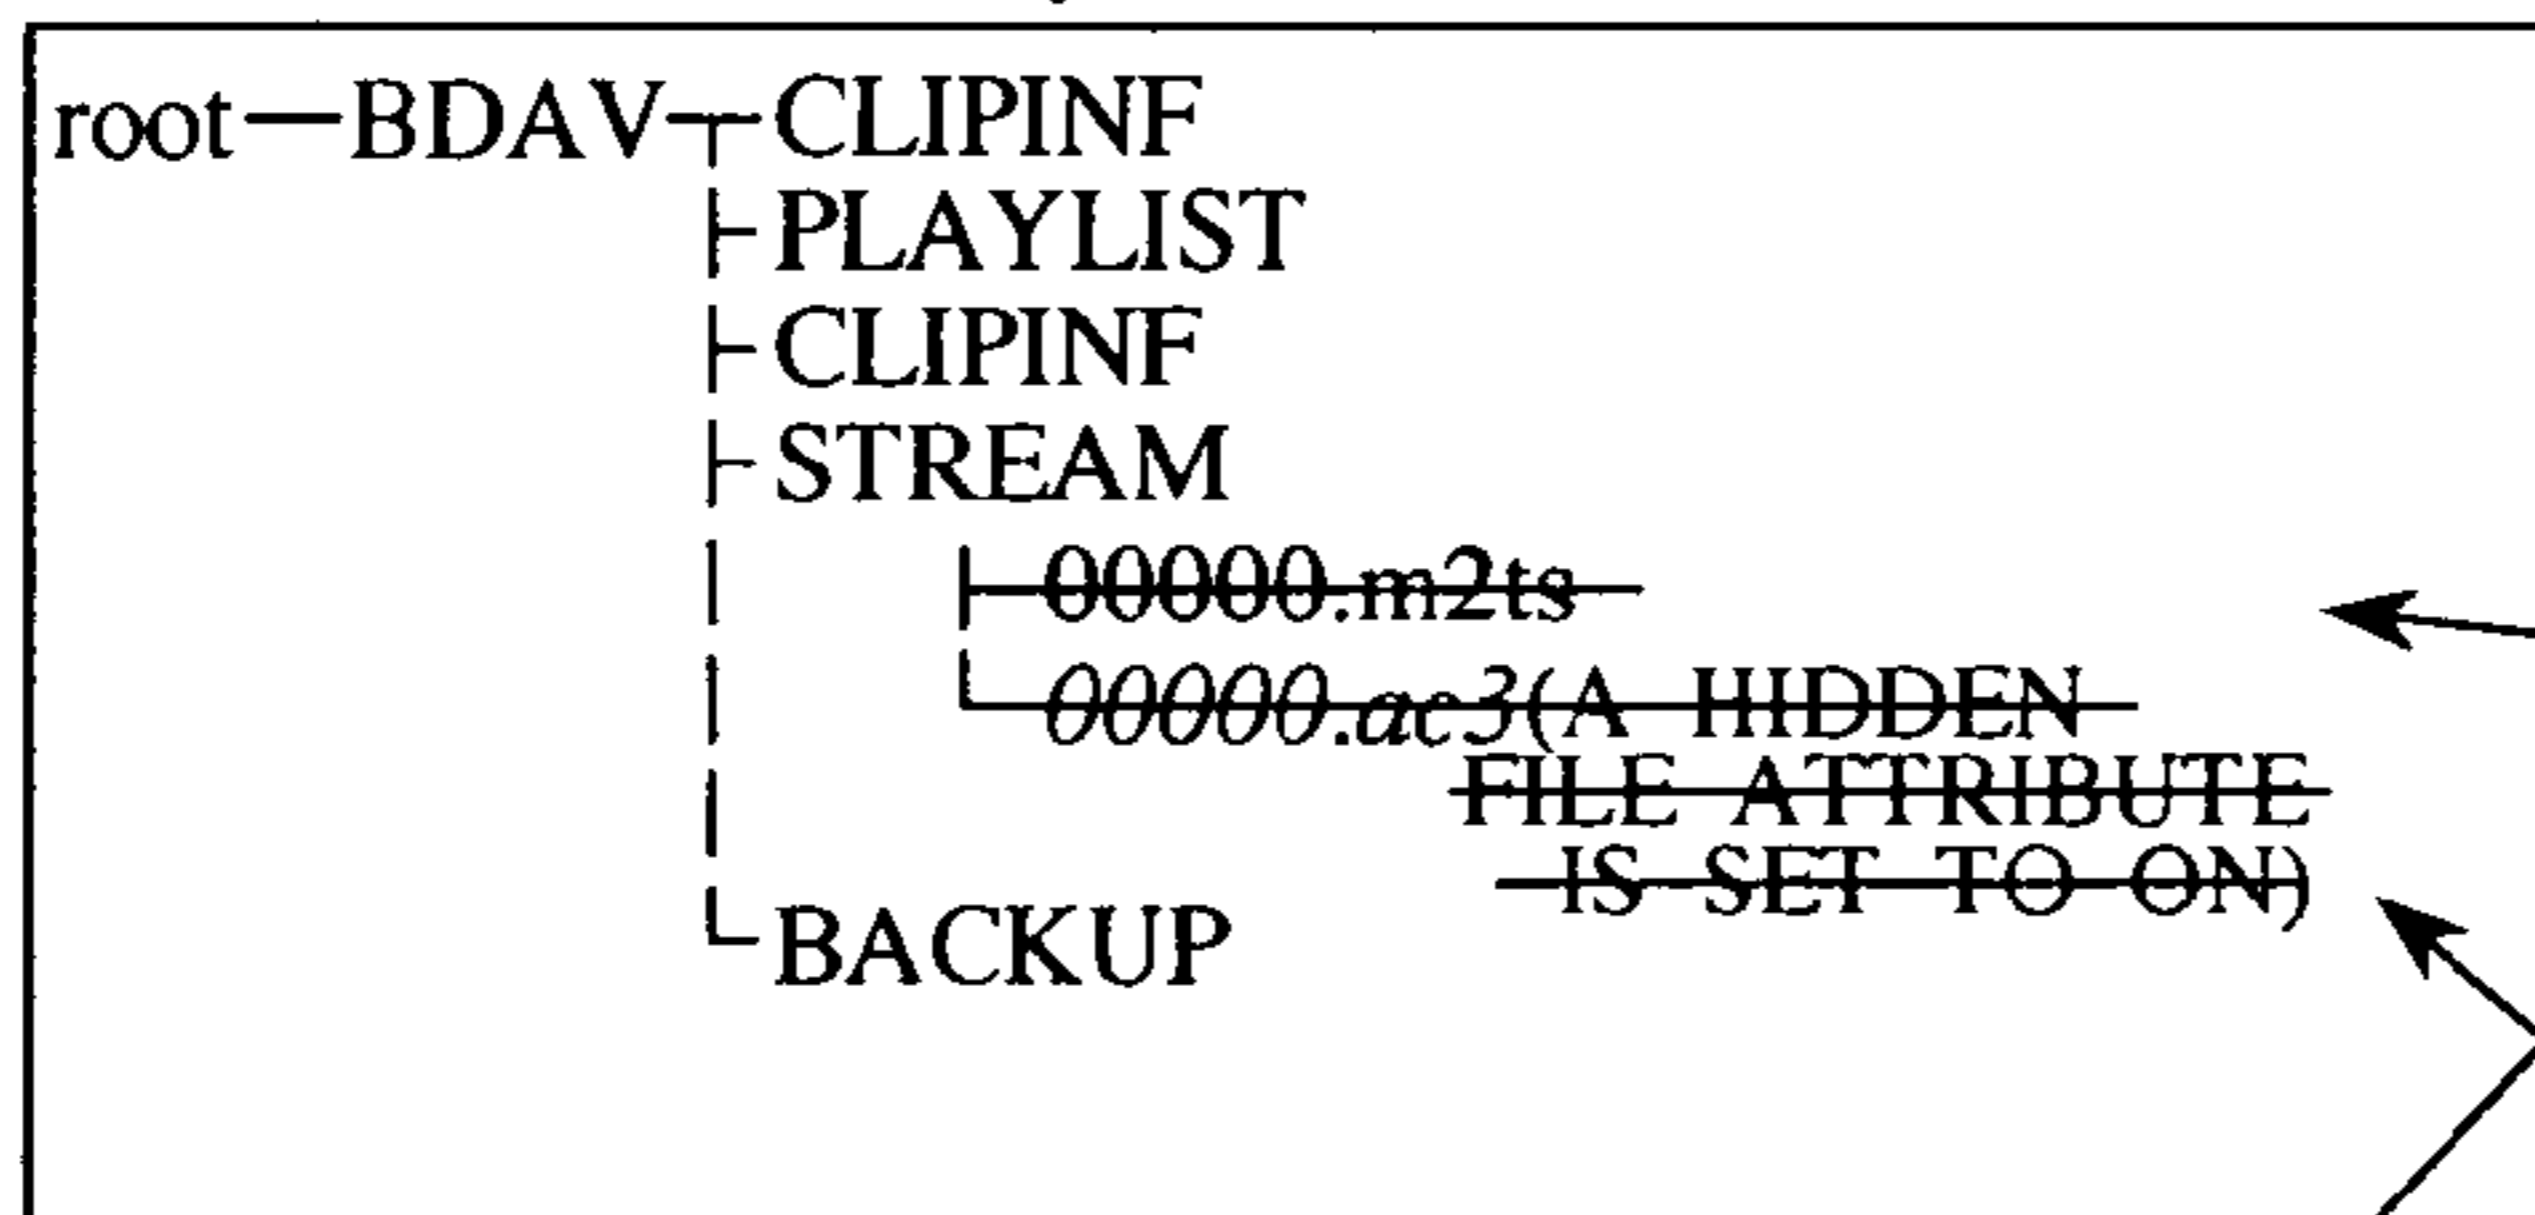 root—BDAV CLIPINF
PLAYLIST
CLIPINF
STREAM
00000.m2ts
00000.ac3(A HIDDEN
FILE ATTRIBUTE
IS SET TO ON)
BACKUP